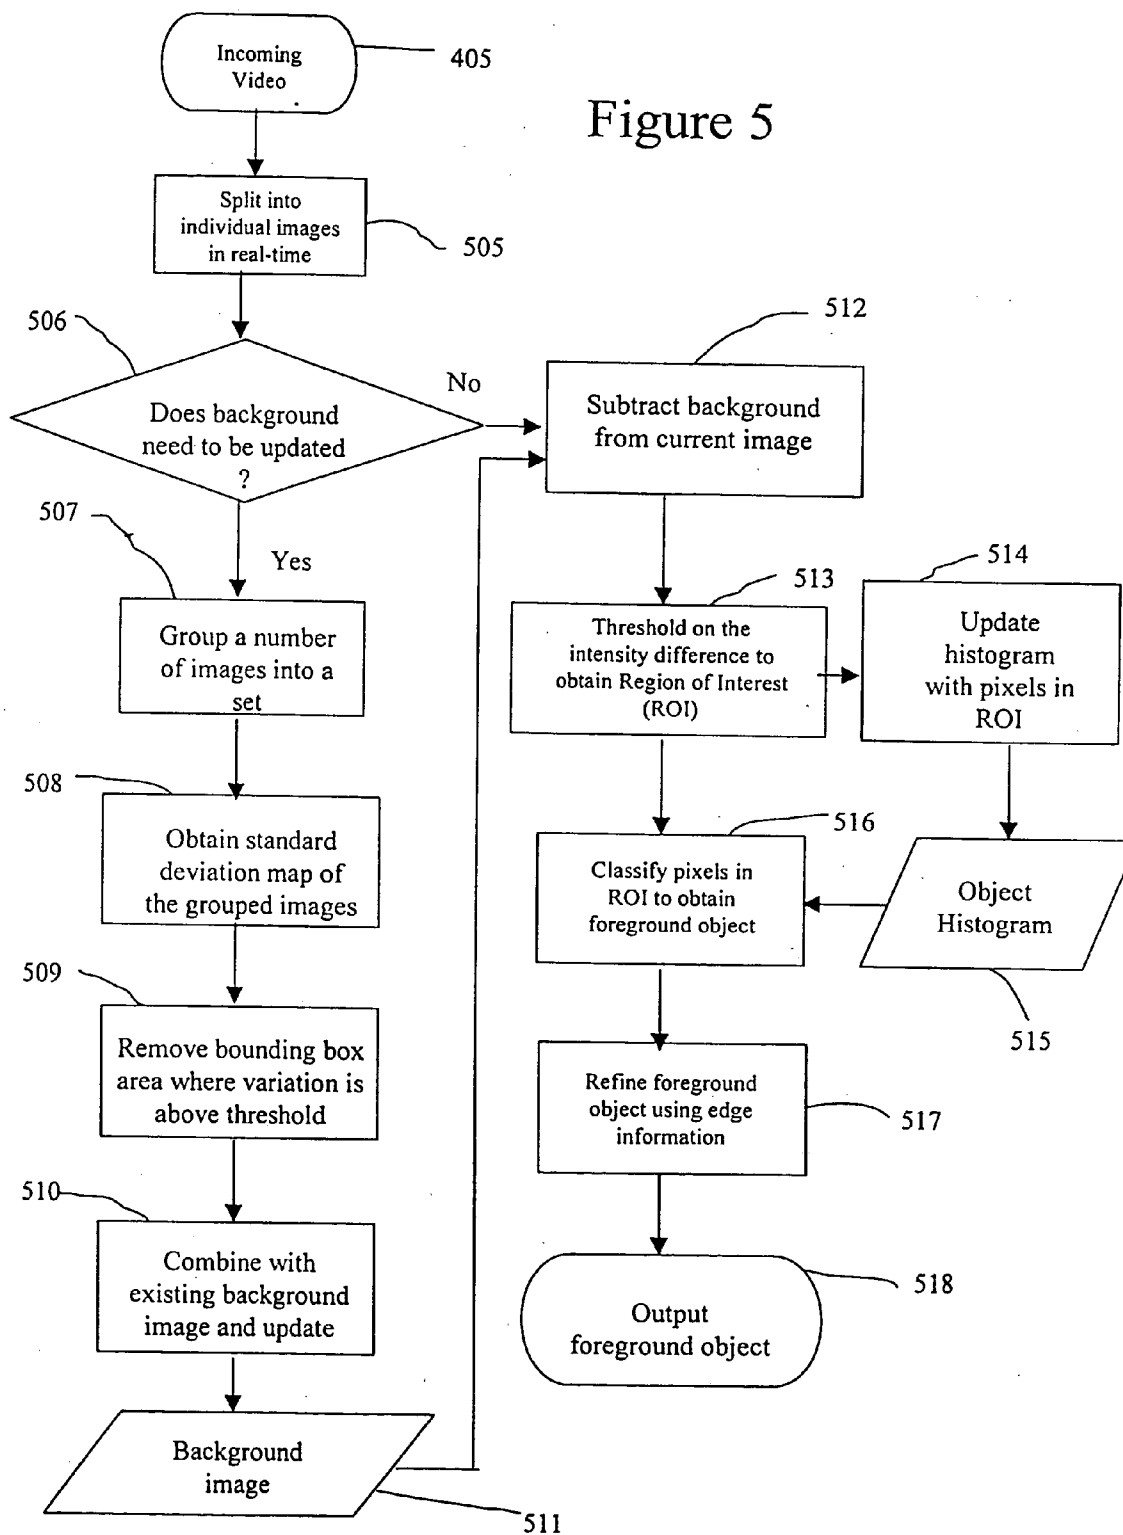 Incoming
Video
405
Figure 5
Split into
individual images
in real-time
505
506
Does background
need to be updated
?
No
Yes
512
Subtract background
from current image
507
Group a number
of images into a
set
513
Threshold on the
intensity difference to
obtain Region of Interest
(ROI)
514
Update
histogram
with pixels in
ROI
508
Obtain standard
deviation map of
the grouped images
516
Classify pixels in
ROI to obtain
foreground object
Object
Histogram
515
509
Remove bounding box
area where variation is
above threshold
Refine foreground
object using edge
information
517
510
Combine with
existing background
image and update
Output
foreground object
518
Background
image
511